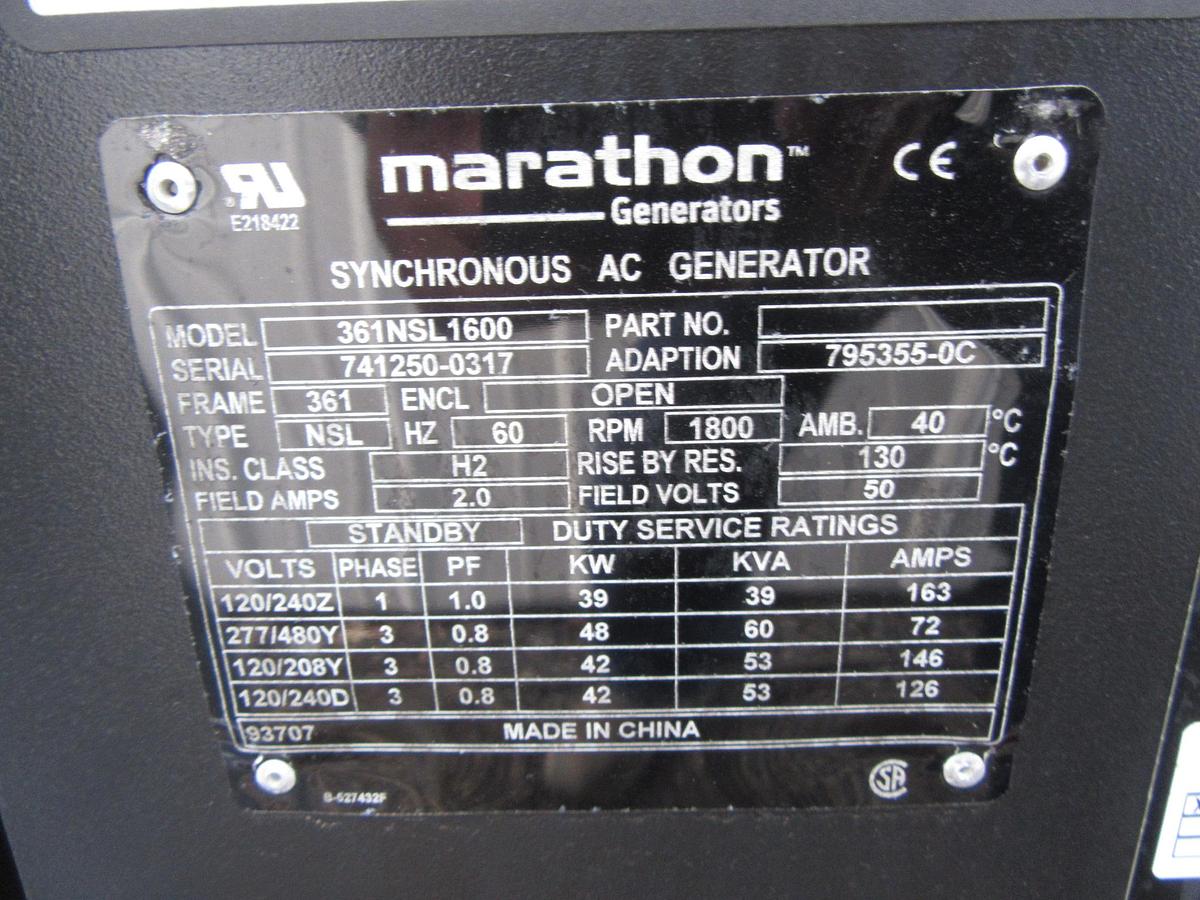 RU ®
E218422
marathon™
Generators
CE
SYNCHRONOUS AC GENERATOR
MODEL 361NSL1600 PART NO.
SERIAL 741250-0317 ADAPTION 795355-0C
FRAME 361 ENCL OPEN
TYPE NSL HZ 60 RPM 1800 AMB. 40 °C
INS. CLASS H2 RISE BY RES. 130 °C
FIELD AMPS 2.0 FIELD VOLTS 50
STANDBY DUTY SERVICE RATINGS
VOLTS PHASE PF KW KVA AMPS
120/240Z 1 1.0 39 39 163
277/480Y 3 0.8 48 60 72
120/208Y 3 0.8 42 53 146
120/240D 3 0.8 42 53 126
93707 MADE IN CHINA
B-527432F
SA